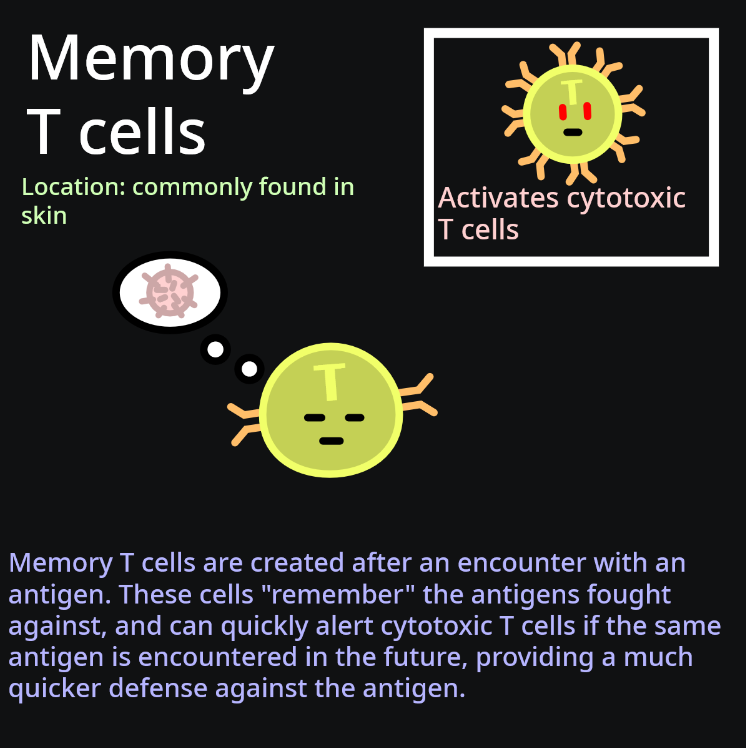 Memory
T cells
Location: commonly found in
skin
T
Activates cytotoxic
T cells
T
Memory T cells are created after an encounter with an
antigen. These cells "remember" the antigens fought
against, and can quickly alert cytotoxic T cells if the same
antigen is encountered in the future, providing a much
quicker defense against the antigen.